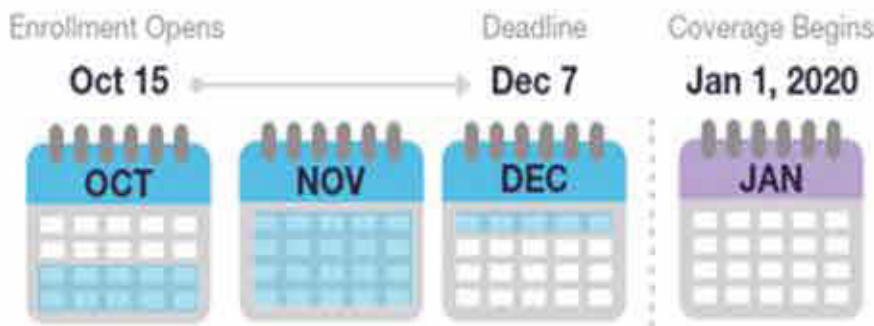 Enrollment Opens Deadline Coverage Begins
Oct 15 Dec 7 Jan 1, 2020
OCT NOV DEC JAN